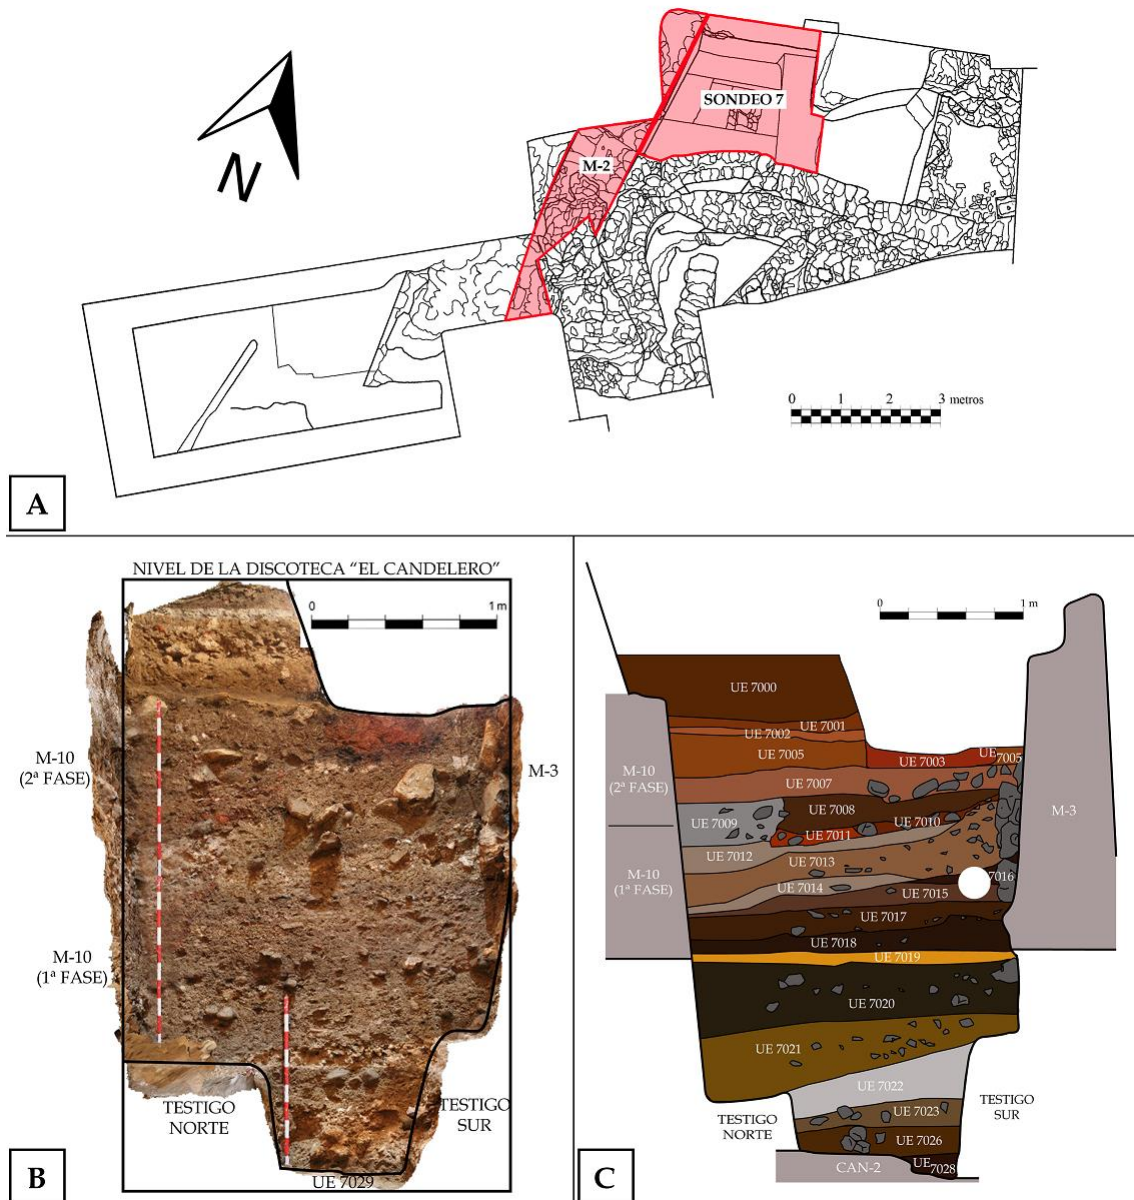 SONDEO 7
M-2
N
0 1 2 3 metros
A
NIVEL DE LA DISCOTECA "EL CANDELERO"
0 1 m
M-10
(2ª FASE)
M-3
M-10
(1ª FASE)
TESTIGO
NORTE
TESTIGO
SUR
UE 7029
B
0 1 m
UE 7000
UE 7001
UE 7002
UE 7005
UE 7003
UE 7005
UE 7007
M-10
(2ª FASE)
UE 7008
UE 7009
UE 7010
UE 7011
M-3
UE 7012
UE 7013
M-10
(1ª FASE)
UE 7014
UE 7015
7016
UE 7017
UE 7018
UE 7019
UE 7020
UE 7021
UE 7022
UE 7023
TESTIGO
NORTE
TESTIGO
SUR
UE 7026
CAN-2
UE 7028
C